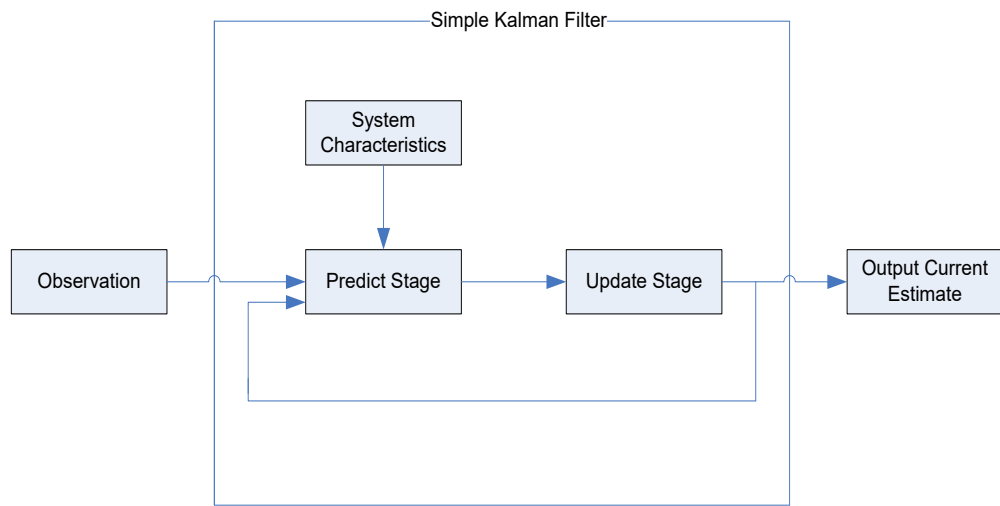 Simple Kalman Filter
System
Characteristics
Observation
Predict Stage
Update Stage
Output Current
Estimate